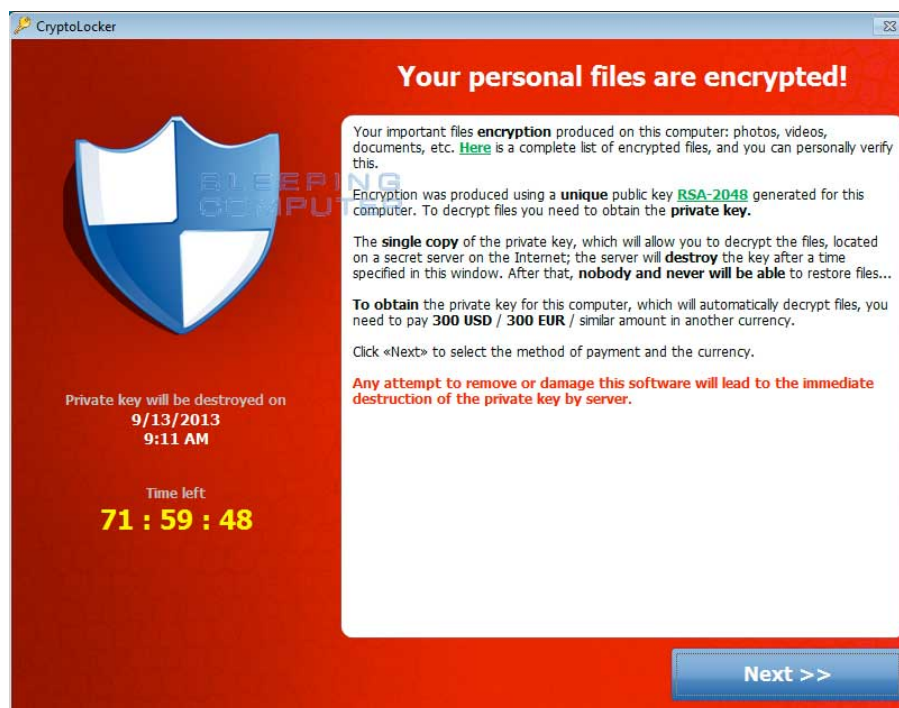 CryptoLocker
Your personal files are encrypted!
Your important files encryption produced on this computer: photos, videos,
documents, etc. Here is a complete list of encrypted files, and you can personally verify
this.
Encryption was produced using a unique public key RSA-2048 generated for this
computer. To decrypt files you need to obtain the private key.
The single copy of the private key, which will allow you to decrypt the files, located
on a secret server on the Internet; the server will destroy the key after a time
specified in this window. After that, nobody and never will be able to restore files...
To obtain the private key for this computer, which will automatically decrypt files, you
need to pay 300 USD / 300 EUR / similar amount in another currency.
Click «Next» to select the method of payment and the currency.
Any attempt to remove or damage this software will lead to the immediate
destruction of the private key by server.
BLEEPING
COMPUTER
Private key will be destroyed on
9/13/2013
9:11 AM
Time left
71 : 59 : 48
Next >>